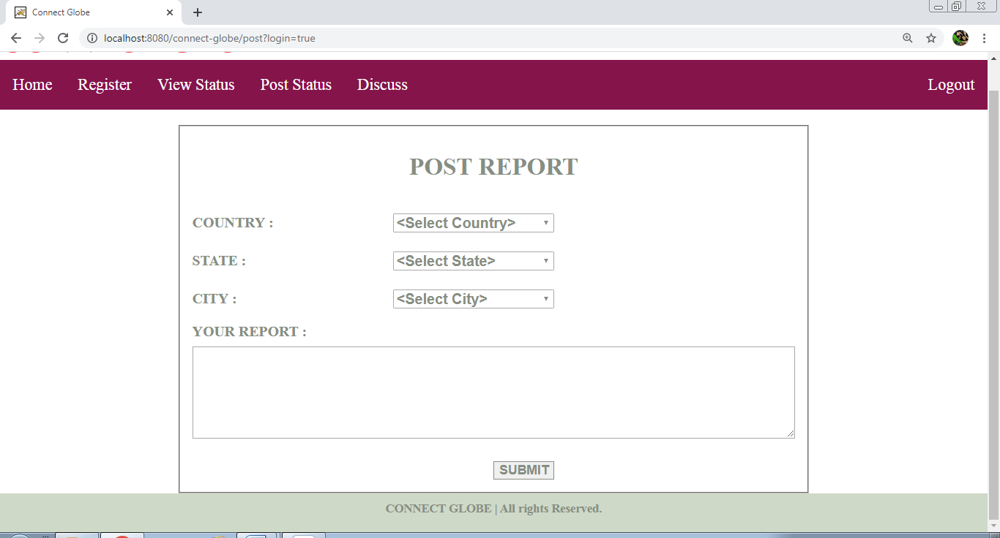 Connect Globe
localhost:8080/connect-globe/post?login=true
Home Register View Status Post Status Discuss Logout
POST REPORT
COUNTRY : <Select Country>
STATE : <Select State>
CITY : <Select City>
YOUR REPORT :
SUBMIT
CONNECT GLOBE | All rights Reserved.